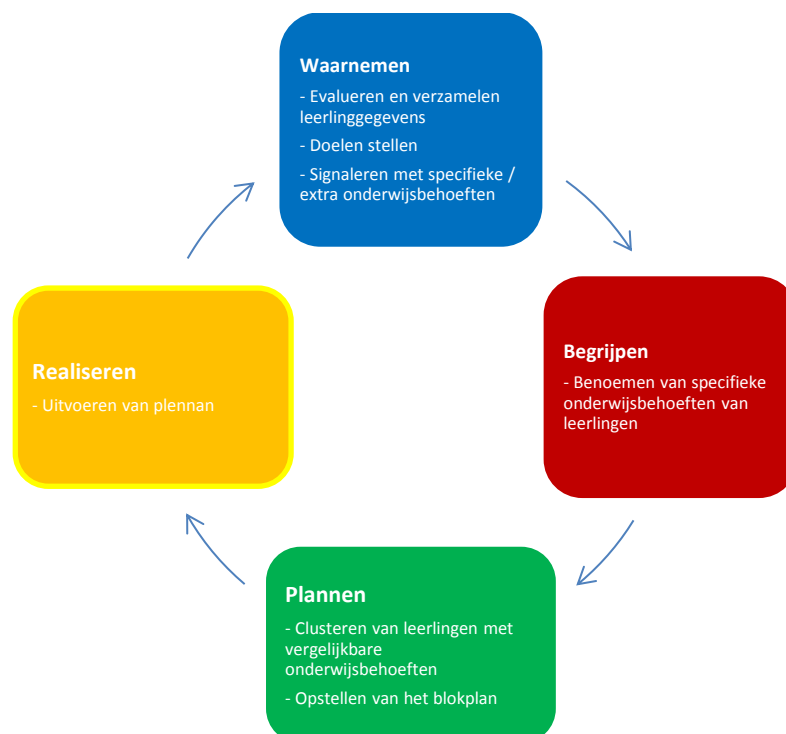 Waarnemen
- Evalueren en verzamelen
leerlinggegevens
- Doelen stellen
- Signaleren met specifieke /
extra onderwijsbehoeften
Begrijpen
- Benoemen van specifieke
onderwijsbehoeften van
leerlingen
Plannen
- Clusteren van leerlingen met
vergelijkbare
onderwijsbehoeften
- Opstellen van het blokplan
Realiseren
- Uitvoeren van plennan